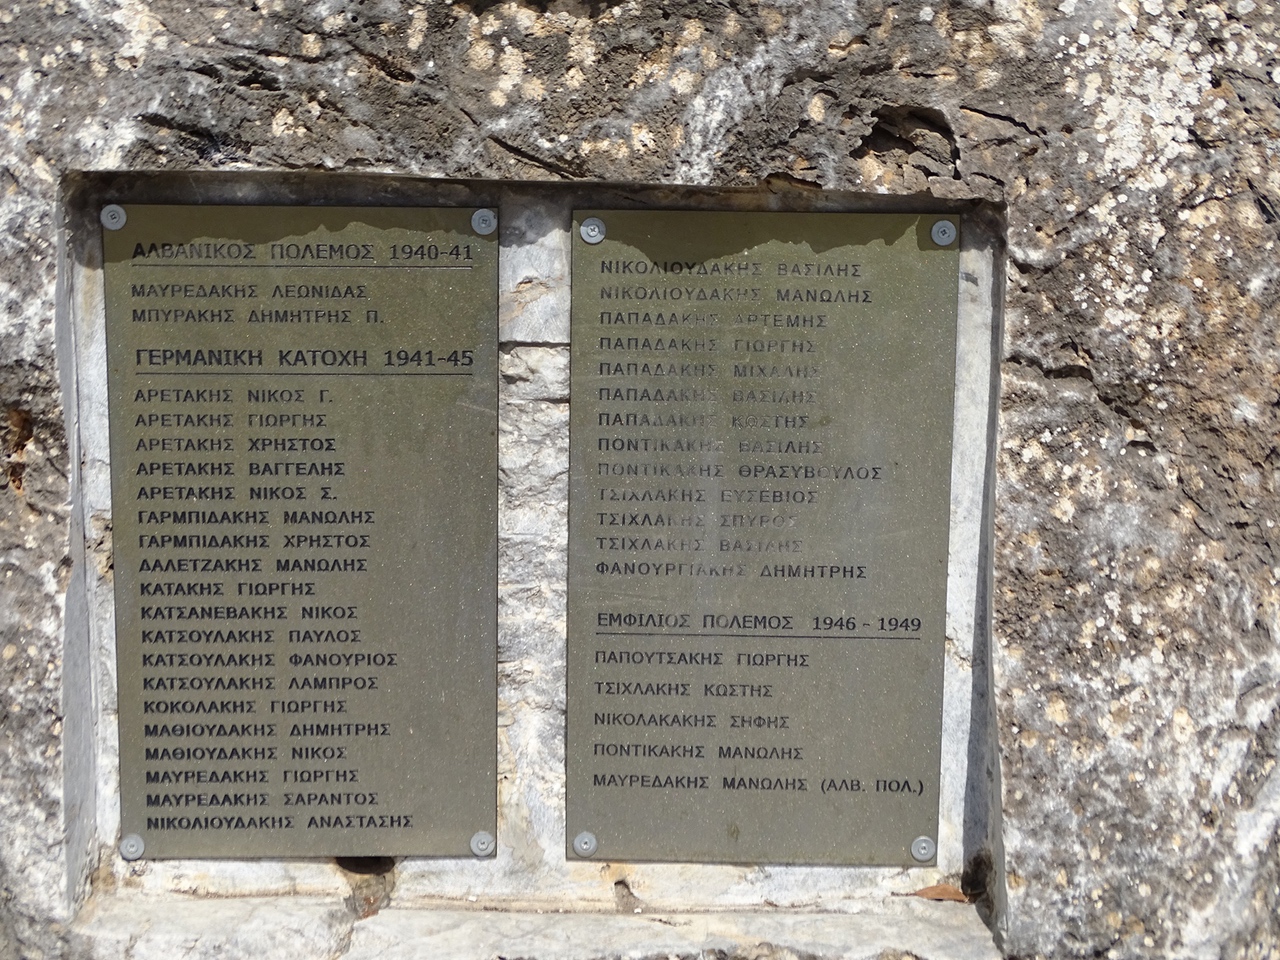 ΑΛΒΑΝΙΚΟΣ ΠΟΛΕΜΟΣ 1940-41
ΜΑΥΡΕΔΑΚΗΣ ΛΕΩΝΙΔΑΣ
ΜΠΥΡΑΚΗΣ ΔΗΜΗΤΡΗΣ Π.
ΓΕΡΜΑΝΙΚΗ ΚΑΤΟΧΗ 1941-45
ΑΡΕΤΑΚΗΣ ΝΙΚΟΣ Γ.
ΑΡΕΤΑΚΗΣ ΓΙΩΡΓΗΣ
ΑΡΕΤΑΚΗΣ ΧΡΗΣΤΟΣ
ΑΡΕΤΑΚΗΣ ΒΑΓΓΕΛΗΣ
ΑΡΕΤΑΚΗΣ ΝΙΚΟΣ Σ.
ΓΑΡΜΠΙΔΑΚΗΣ ΜΑΝΩΛΗΣ
ΓΑΡΜΠΙΔΑΚΗΣ ΧΡΗΣΤΟΣ
ΔΑΛΕΤΖΑΚΗΣ ΜΑΝΩΛΗΣ
ΚΑΤΑΚΗΣ ΓΙΩΡΓΗΣ
ΚΑΤΣΑΝΕΒΑΚΗΣ ΝΙΚΟΣ
ΚΑΤΣΟΥΛΑΚΗΣ ΠΑΥΛΟΣ
ΚΑΤΣΟΥΛΑΚΗΣ ΦΑΝΟΥΡΙΟΣ
ΚΑΤΣΟΥΛΑΚΗΣ ΛΑΜΠΡΟΣ
ΚΟΚΟΛΑΚΗΣ ΓΙΩΡΓΗΣ
ΜΑΘΙΟΥΔΑΚΗΣ ΔΗΜΗΤΡΗΣ
ΜΑΘΙΟΥΔΑΚΗΣ ΝΙΚΟΣ
ΜΑΥΡΕΔΑΚΗΣ ΓΙΩΡΓΗΣ
ΜΑΥΡΕΔΑΚΗΣ ΣΑΡΑΝΤΟΣ
ΝΙΚΟΛΙΟΥΔΑΚΗΣ ΑΝΑΣΤΑΣΗΣ
ΝΙΚΟΛΙΟΥΔΑΚΗΣ ΒΑΣΙΛΗΣ
ΝΙΚΟΛΙΟΥΔΑΚΗΣ ΜΑΝΩΛΗΣ
ΠΑΠΑΔΑΚΗΣ ΑΡΤΕΜΗΣ
ΠΑΠΑΔΑΚΗΣ ΓΙΩΡΓΗΣ
ΠΑΠΑΔΑΚΗΣ ΜΙΧΑΛΗΣ
ΠΑΠΑΔΑΚΗΣ ΒΑΣΙΛΗΣ
ΠΑΠΑΔΑΚΗΣ ΚΩΣΤΗΣ
ΠΟΝΤΙΚΑΚΗΣ ΒΑΣΙΛΗΣ
ΠΟΝΤΙΚΑΚΗΣ ΘΡΑΣΥΒΟΥΛΟΣ
ΤΣΙΧΛΑΚΗΣ ΕΥΣΕΒΙΟΣ
ΤΣΙΧΛΑΚΗΣ ΣΠΥΡΟΣ
ΤΣΙΧΛΑΚΗΣ ΒΑΣΙΛΗΣ
ΦΑΝΟΥΡΓΙΑΚΗΣ ΔΗΜΗΤΡΗΣ
ΕΜΦΙΛΙΟΣ ΠΟΛΕΜΟΣ 1946 - 1949
ΠΑΠΟΥΤΣΑΚΗΣ ΓΙΩΡΓΗΣ
ΤΣΙΧΛΑΚΗΣ ΚΩΣΤΗΣ
ΝΙΚΟΛΑΚΑΚΗΣ ΣΗΦΗΣ
ΠΟΝΤΙΚΑΚΗΣ ΜΑΝΩΛΗΣ
ΜΑΥΡΕΔΑΚΗΣ ΜΑΝΩΛΗΣ (ΑΛΒ. ΠΟΛ.)